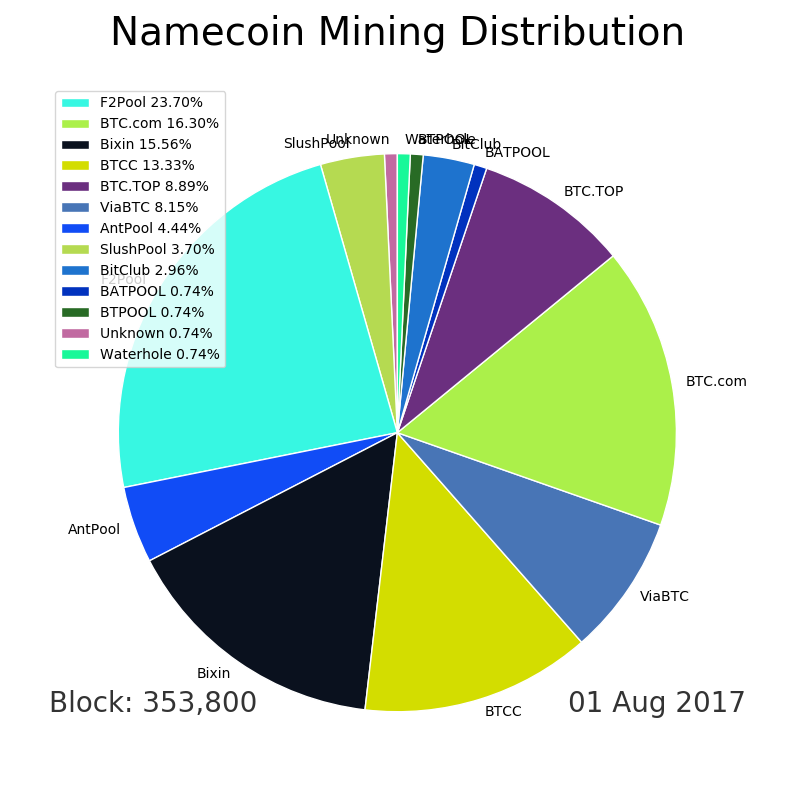 Namecoin Mining Distribution
F2Pool 23.70%
BTC.com 16.30%
Bixin 15.56%
BTCC 13.33%
BTC.TOP 8.89%
ViaBTC 8.15%
AntPool 4.44%
SlushPool 3.70%
BitClub 2.96%
BATPOOL 0.74%
BTPOOL 0.74%
Unknown 0.74%
Waterhole 0.74%
SlushPool
Unknown
Waterhole
BTPOOL
BitClub
BATPOOL
BTC.TOP
F2Pool
BTC.com
AntPool
ViaBTC
Bixin
BTCC
Block: 353,800
01 Aug 2017